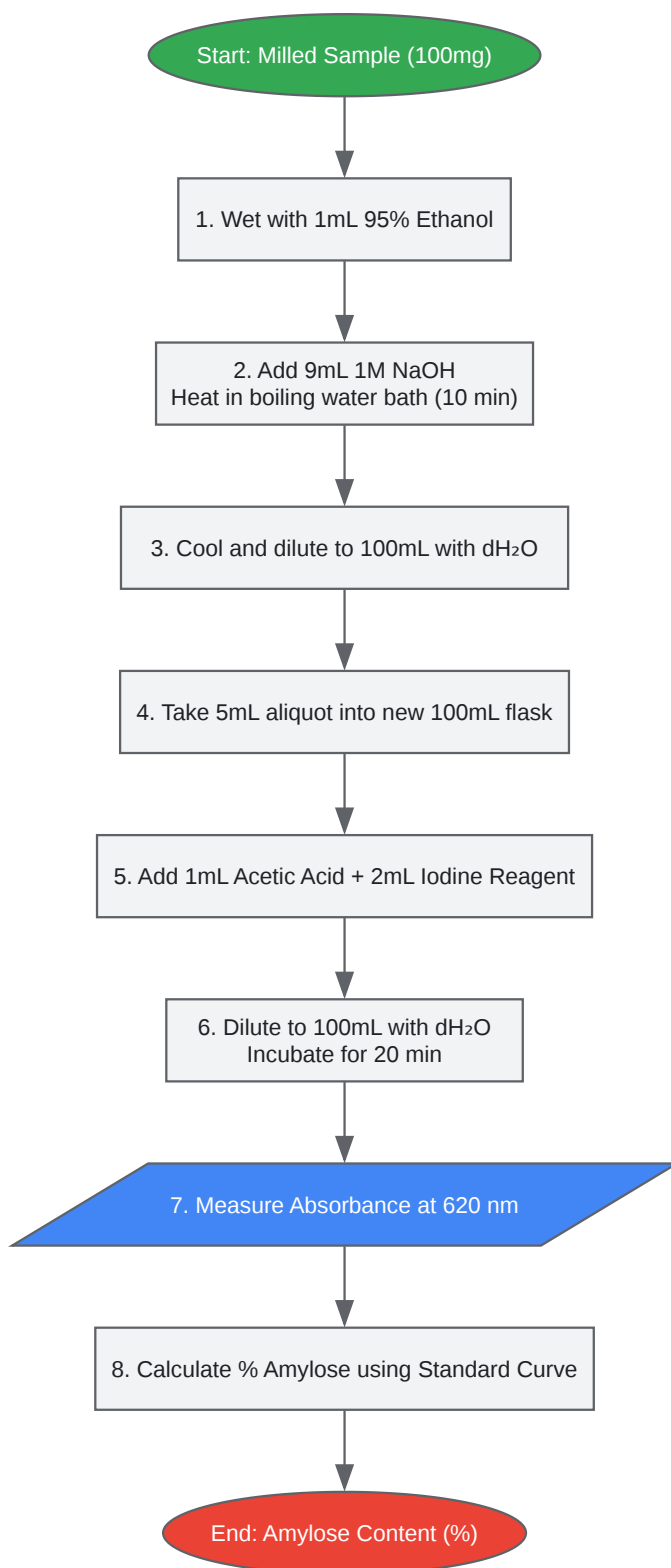 Start: Milled Sample (100mg)
1. Wet with 1mL 95% Ethanol
2. Add 9mL 1M NaOH
Heat in boiling water bath (10 min)
3. Cool and dilute to 100mL with dH₂O
4. Take 5mL aliquot into new 100mL flask
5. Add 1mL Acetic Acid + 2mL Iodine Reagent
6. Dilute to 100mL with dH₂O
Incubate for 20 min
7. Measure Absorbance at 620 nm
8. Calculate % Amylose using Standard Curve
End: Amylose Content (%)